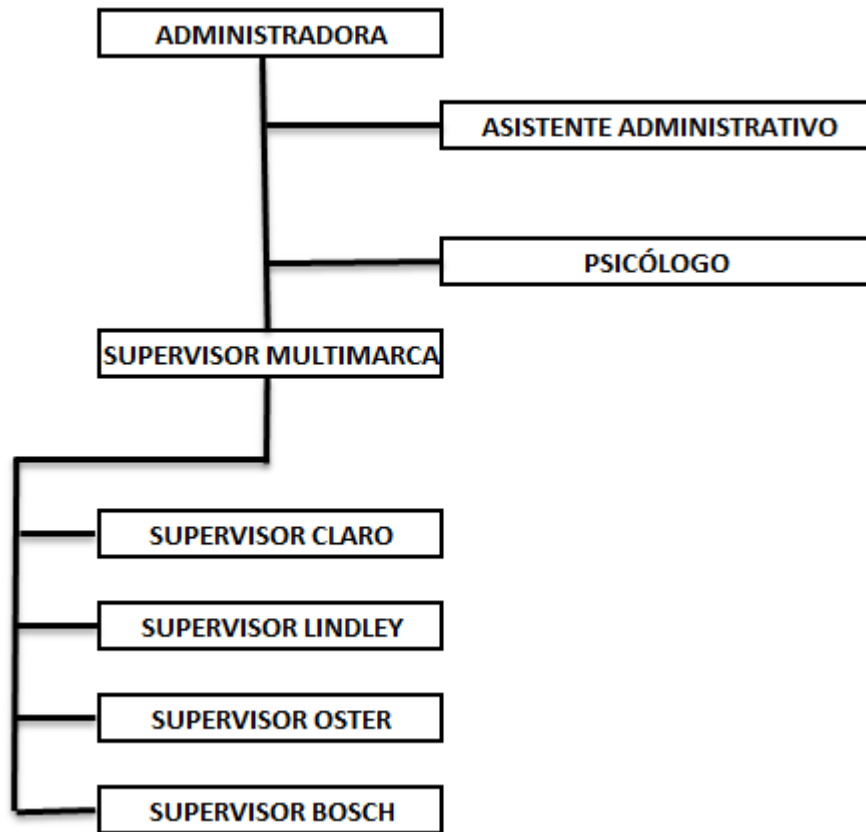 ADMINISTRADORA
ASISTENTE ADMINISTRATIVO
PSICÓLOGO
SUPERVISOR MULTIMARCA
SUPERVISOR CLARO
SUPERVISOR LINDLEY
SUPERVISOR OSTER
SUPERVISOR BOSCH